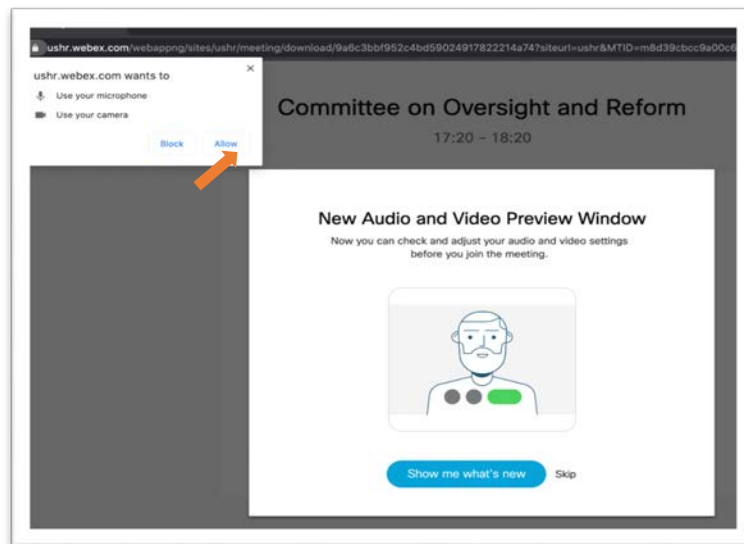 ushr.webex.com/webappng/sites/ushr/meeting/download/9a6c3bbf952c4bd59024917822214a74?siteurl=ushr&MTID=m8d39cbcc9a00c6
ushr.webex.com wants to
Use your microphone
Use your camera
Block Allow
Committee on Oversight and Reform
17:20 - 18:20
New Audio and Video Preview Window
Now you can check and adjust your audio and video settings
before you join the meeting.
Show me what's new Skip